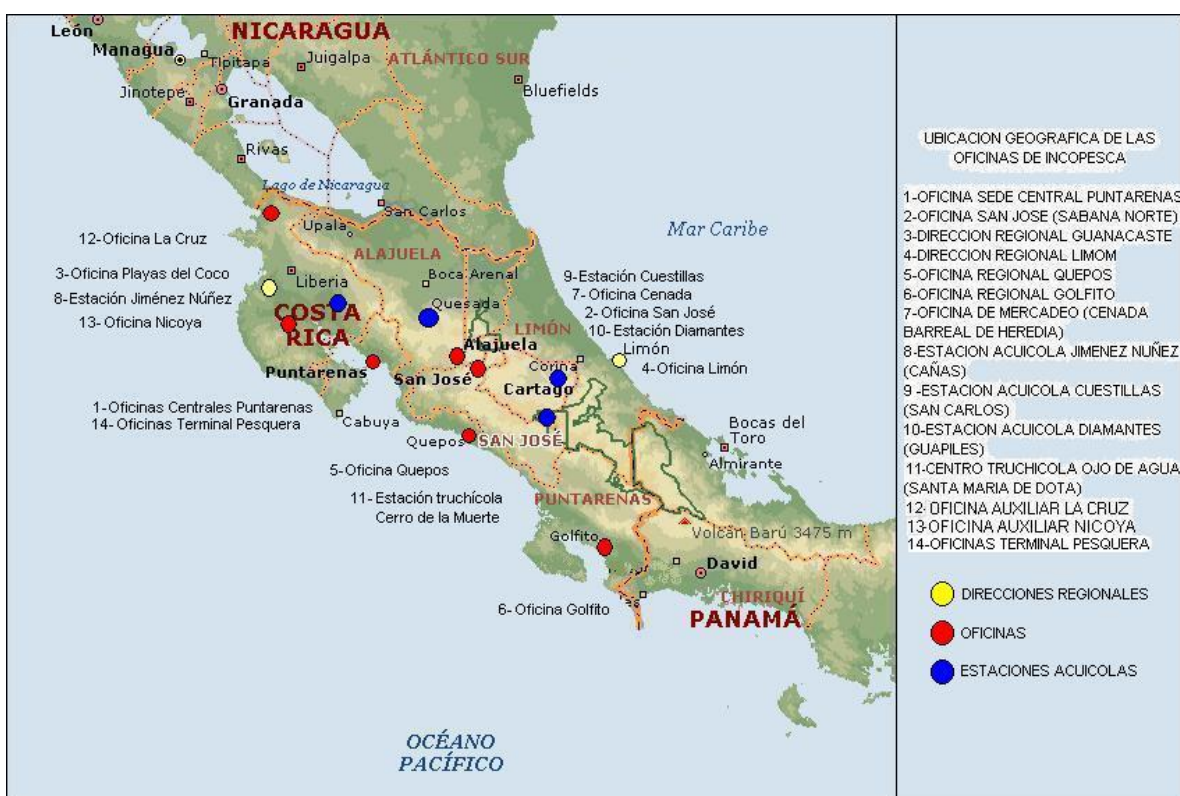 León
NICARAGUA
Managua
Tipitapa
Juigalpa
ATLÁNTICO SUR
Jinotepe
Granada
Bluefields
Rivas
Lago de Nicaragua
San Carlos
Upala
Mar Caribe
12-Oficina La Cruz
ALAJUELA
3-Oficina Playas del Coco
Liberia
Boca Arenal
9-Estación Cuestillas
8-Estación Jiménez Núñez
7- Oficina Cenada
COSTA
Quesada
2- Oficina San José
13- Oficina Nicoya
RICA
LIMÓN
10- Estación Diamantes
Alajuela
Limón
Puntarenas
San José
Corina
4-Oficina Limón
Cartago
1-Oficinas Centrales Puntarenas
14- Oficinas Terminal Pesquera
Cabuya
Quepos
SAN JOSÉ
Bocas del
Toro
Almirante
5-Oficina Quepos
11- Estación truchícola
Cerro de la Muerte
PUNTARENAS
Golfito
Volcán Barú 3475 m
David
6- Oficina Golfito
CHIRIQUÍ
PANAMÁ
OCÉANO
PACÍFICO
UBICACION GEOGRAFICA DE LAS
OFICINAS DE INCOPESCA
1-OFICINA SEDE CENTRAL PUNTARENAS
2-OFICINA SAN JOSE (SABANA NORTE)
3-DIRECCION REGIONAL GUANACASTE
4-DIRECCION REGIONAL LIMOM
5-OFICINA REGIONAL QUEPOS
6-OFICINA REGIONAL GOLFITO
7-OFICINA DE MERCADEO (CENADA
BARREAL DE HEREDIA)
8-ESTACION ACUICOLA JIMENEZ NUÑEZ
(CAÑAS)
9 -ESTACION ACUICOLA CUESTILLAS
(SAN CARLOS)
10-ESTACION ACUICOLA DIAMANTES
(GUAPILES)
11-CENTRO TRUCHICOLA OJO DE AGUA
(SANTA MARIA DE DOTA)
12- OFICINA AUXILIAR LA CRUZ
13-OFICINA AUXILIAR NICOYA
14-OFICINAS TERMINAL PESQUERA
DIRECCIONES REGIONALES
OFICINAS
ESTACIONES ACUICOLAS